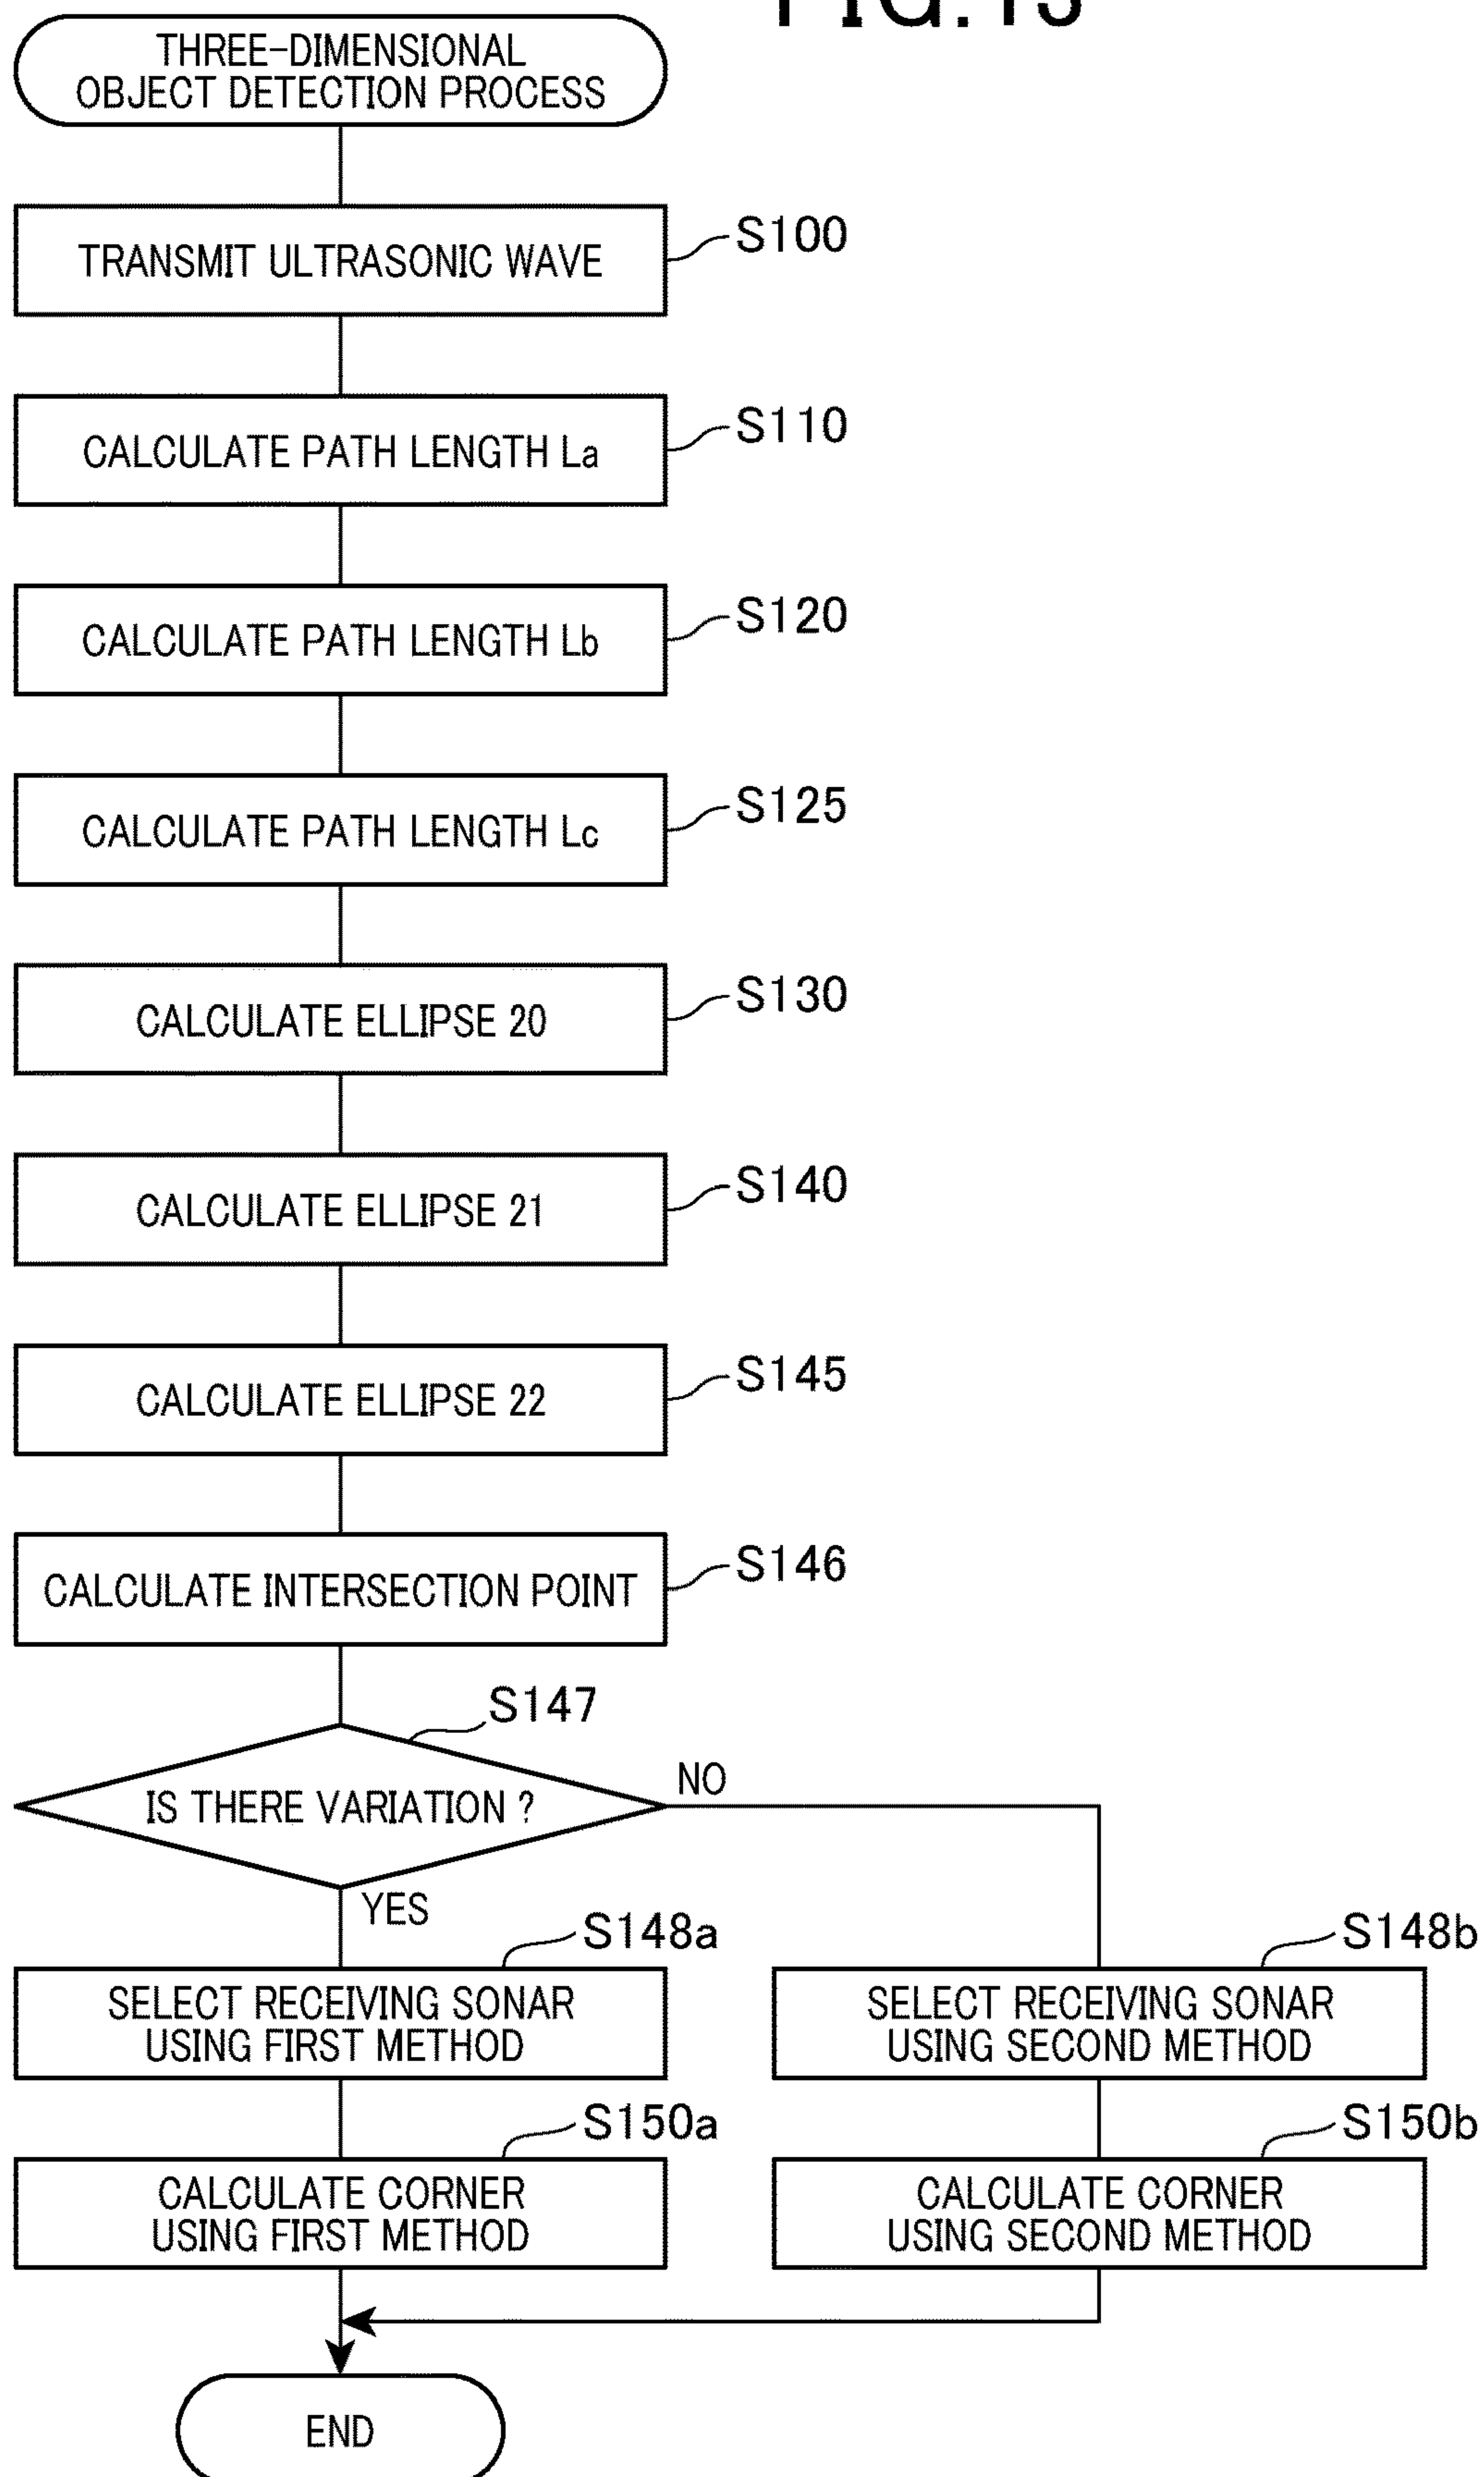 THREE-DIMENSIONAL
OBJECT DETECTION PROCESS
TRANSMIT ULTRASONIC WAVE
S100
CALCULATE PATH LENGTH La
S110
CALCULATE PATH LENGTH Lb
S120
CALCULATE PATH LENGTH Lc
S125
CALCULATE ELLIPSE 20
S130
CALCULATE ELLIPSE 21
S140
CALCULATE ELLIPSE 22
S145
CALCULATE INTERSECTION POINT
S146
S147
IS THERE VARIATION ?
NO
YES
S148a
SELECT RECEIVING SONAR
USING FIRST METHOD
S148b
SELECT RECEIVING SONAR
USING SECOND METHOD
S150a
CALCULATE CORNER
USING FIRST METHOD
S150b
CALCULATE CORNER
USING SECOND METHOD
END